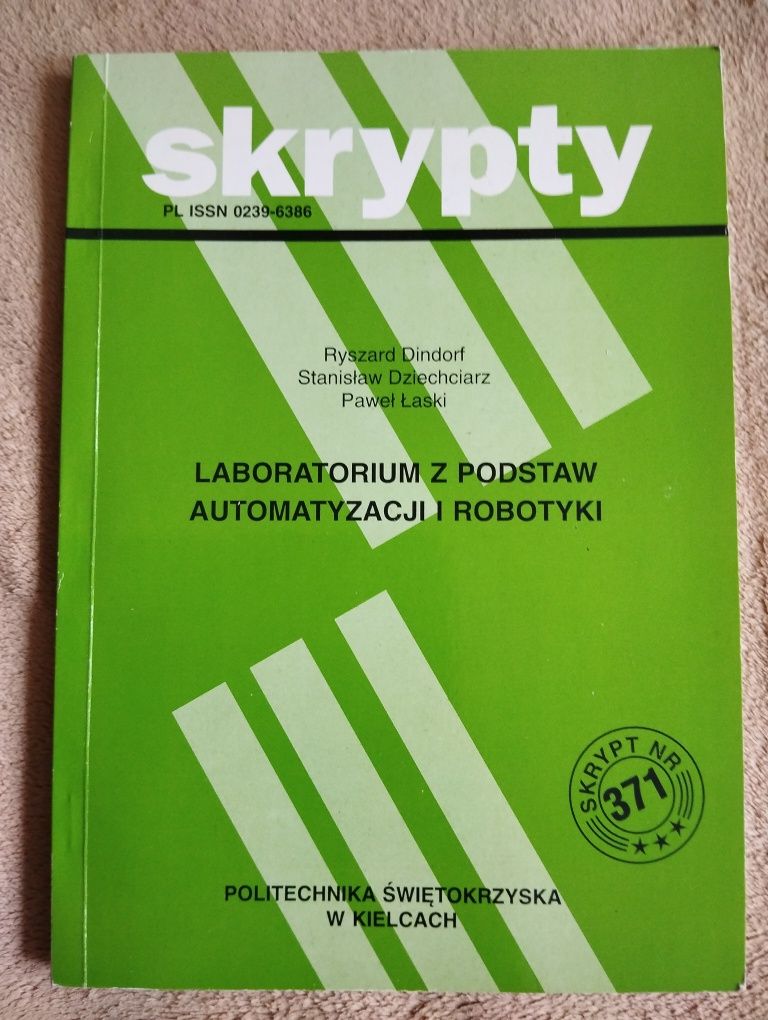 skrypty
PL ISSN 0239-6386
Ryszard Dindorf
Stanisław Dziechciarz
Paweł Łaski
LABORATORIUM Z PODSTAW
AUTOMATYZACJI I ROBOTYKI
SKRYPT NR
371
POLITECHNIKA ŚWIĘTOKRZYSKA
W KIELCACH